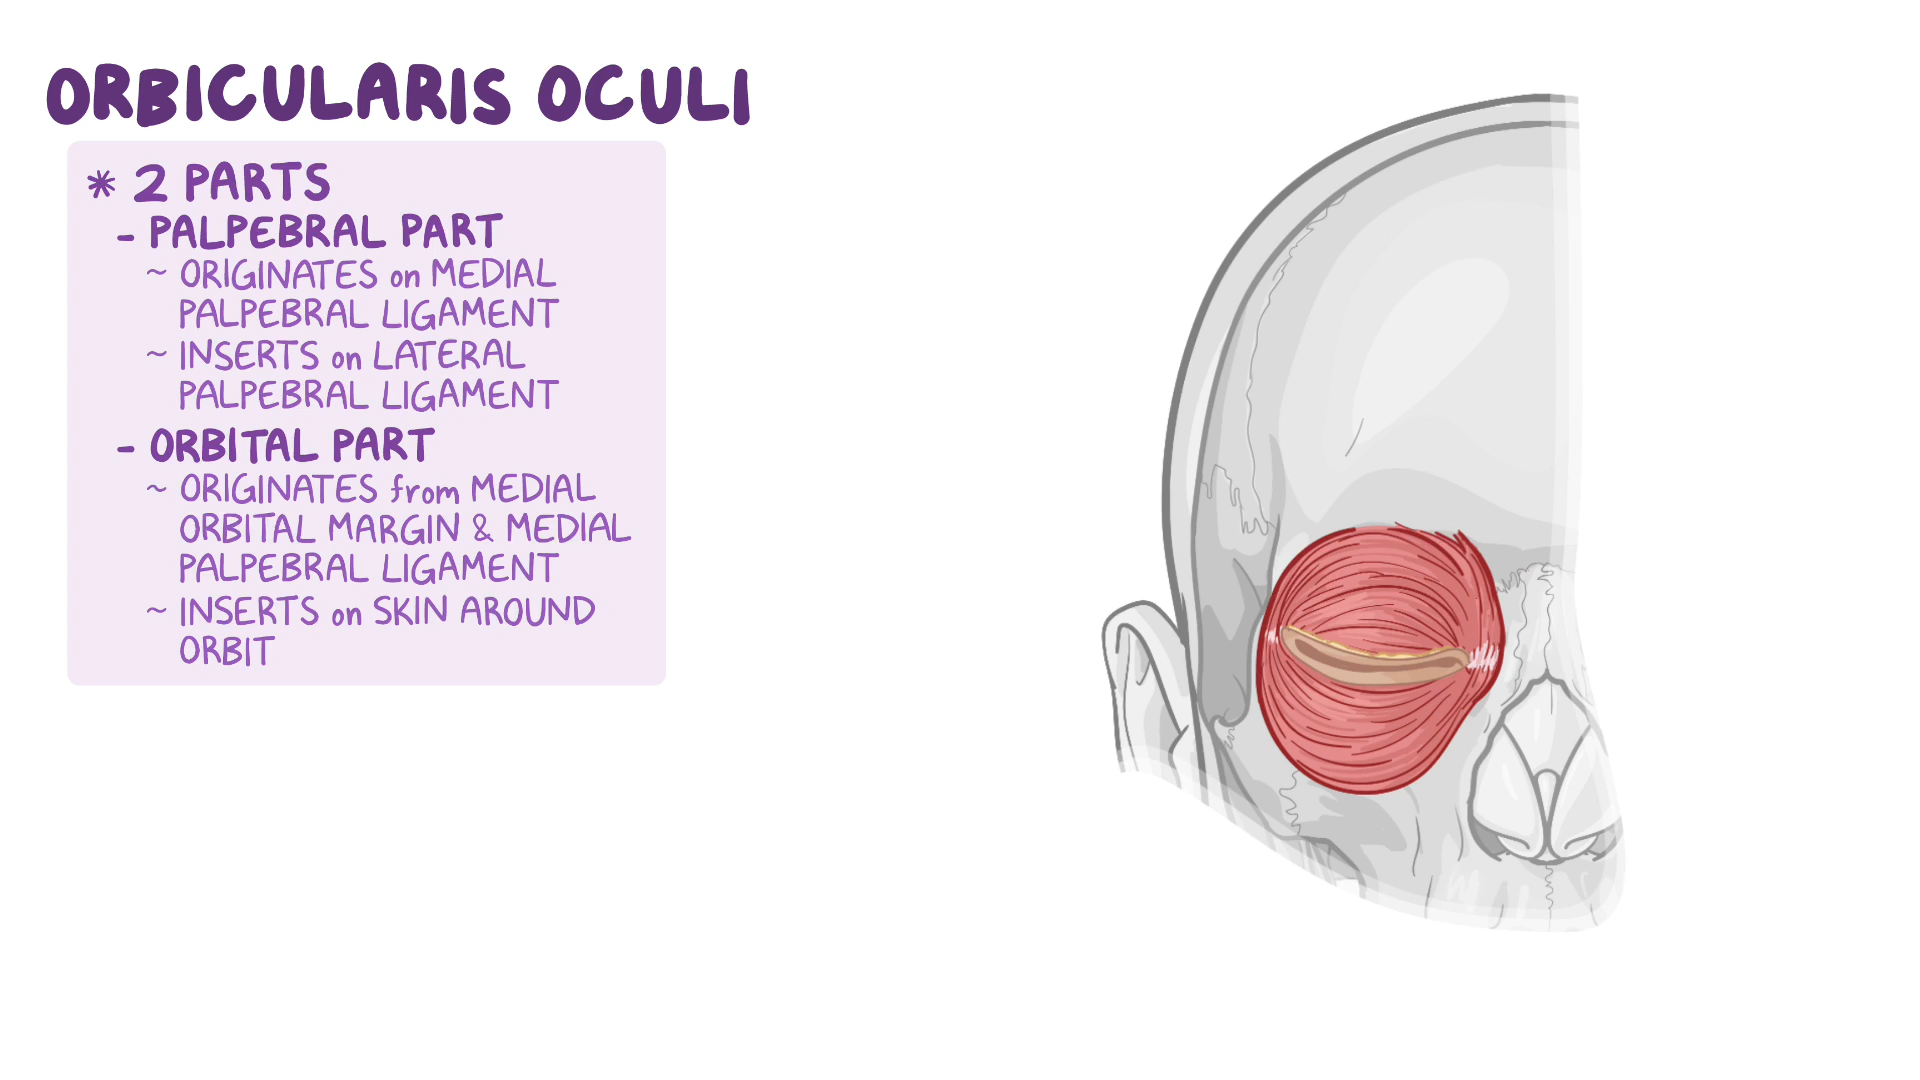 ORBICULARIS OCULI
* 2 PARTS
- PALPEBRAL PART
~ ORIGINATES on MEDIAL
PALPEBRAL LIGAMENT
~ INSERTS on LATERAL
PALPEBRAL LIGAMENT
- ORBITAL PART
~ ORIGINATES from MEDIAL
ORBITAL MARGIN & MEDIAL
PALPEBRAL LIGAMENT
~ INSERTS on SKIN AROUND
ORBIT